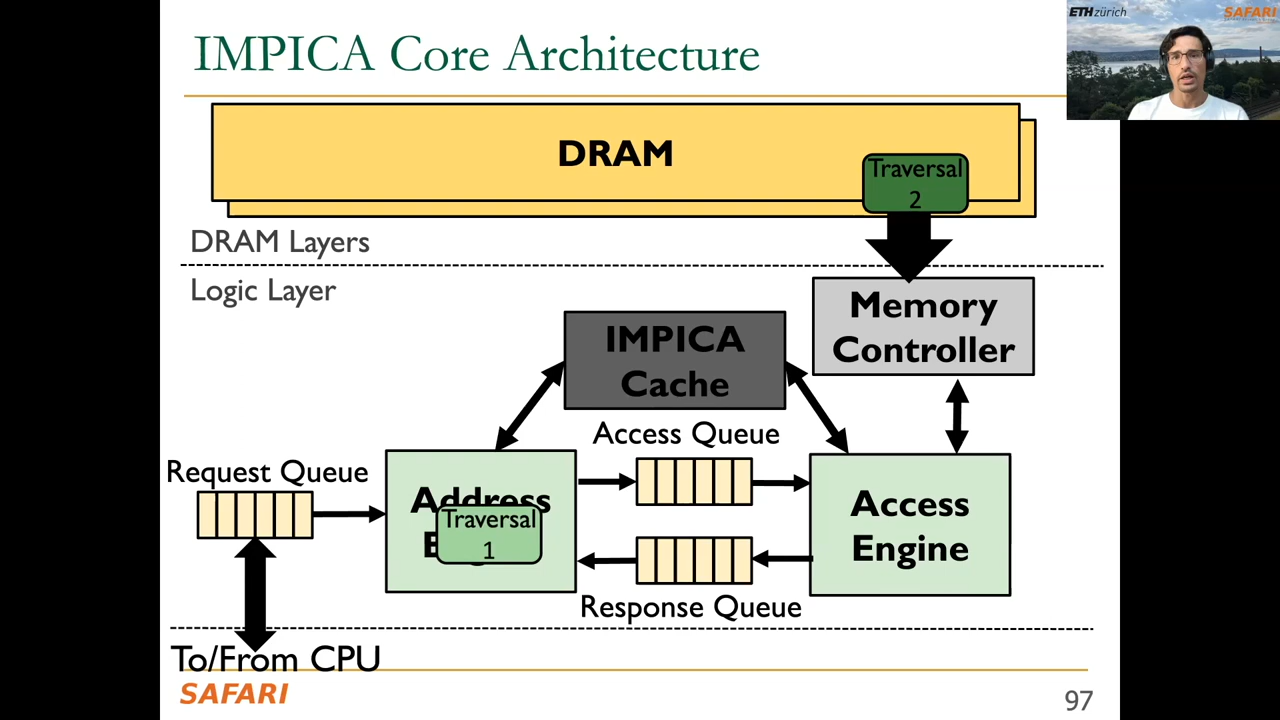 IMPICA Core Architecture
ETH zürich
SAFARI
DRAM
Traversal
2
DRAM Layers
Logic Layer
Memory
Controller
IMPICA
Cache
Access Queue
Request Queue
Address
Traversal
1
Access
Engine
Response Queue
To/From CPU
SAFARI
97